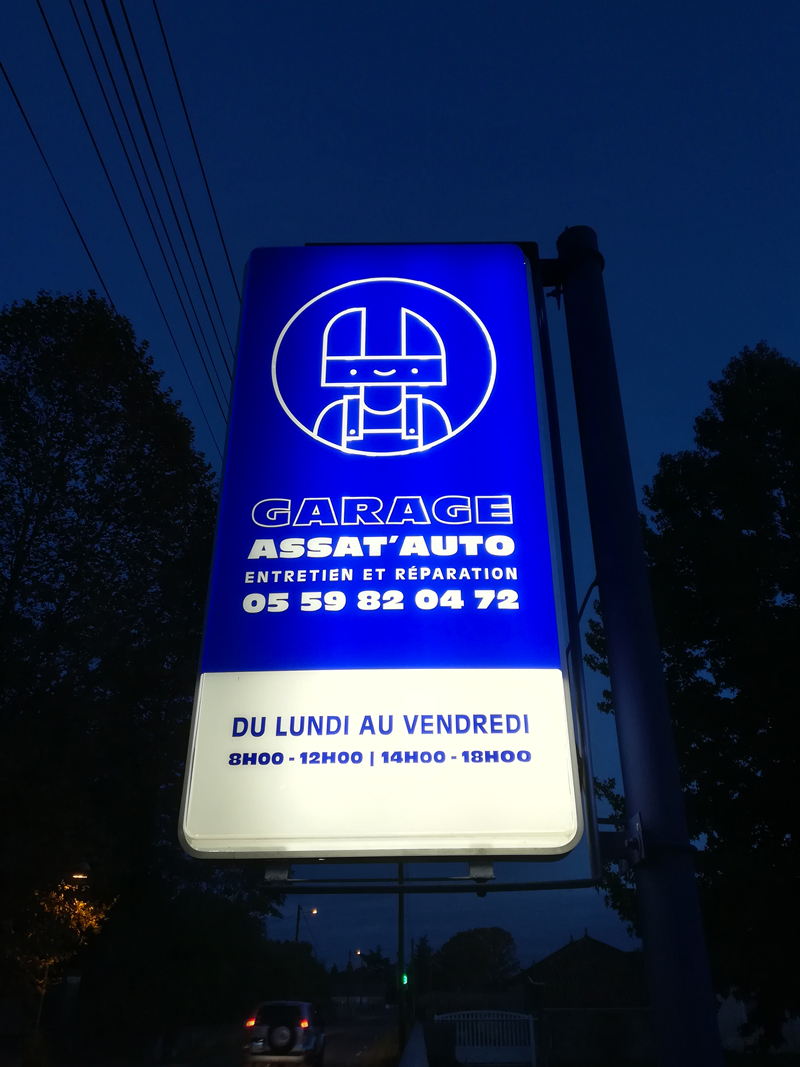 GARAGE
ASSAT'AUTO
ENTRETIEN ET RÉPARATION
05 59 82 04 72
DU LUNDI AU VENDREDI
8H00 - 12H00 | 14H00 - 18H00